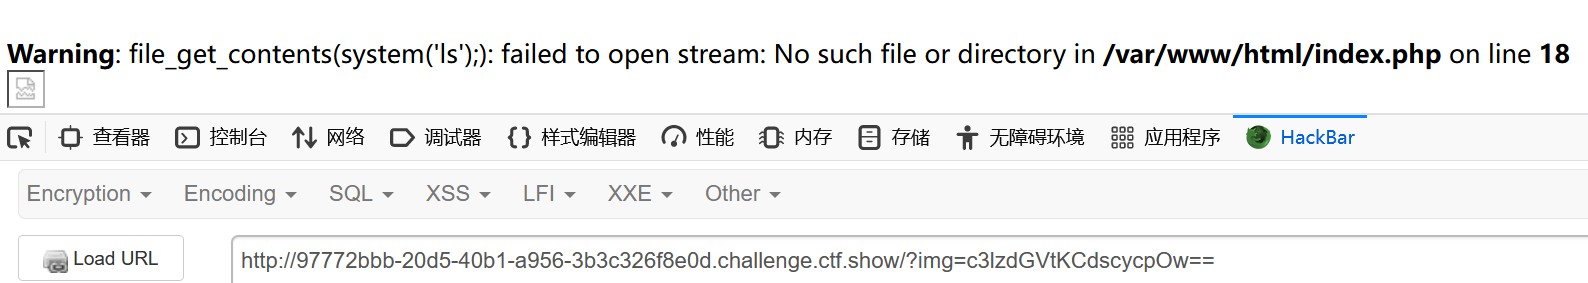 Warning: file_get_contents(system('ls');): failed to open stream: No such file or directory in /var/www/html/index.php on line 18
查看器 控制台 网络 调试器 样式编辑器 性能 内存 存储 无障碍环境 应用程序 HackBar
Encryption Encoding SQL XSS LFI XXE Other
Load URL http://97772bbb-20d5-40b1-a956-3b3c326f8e0d.challenge.ctf.show/?img=c3lzdGVtKCdscycpOw==